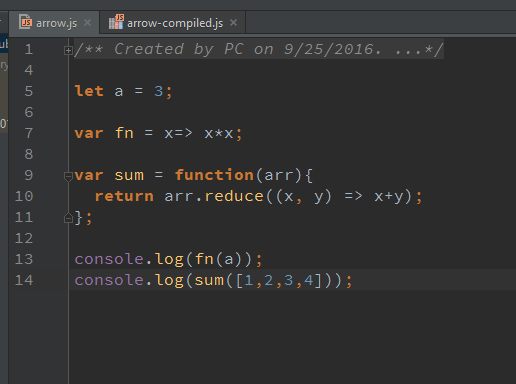 arrow.js × arrow-compiled.js ×
1 /** Created by PC on 9/25/2016. ...*/
4
5 let a = 3;
6
7 var fn = x=> x*x;
8
9 var sum = function(arr){
10 return arr.reduce((x, y) => x+y);
11 };
12
13 console.log(fn(a));
14 console.log(sum([1,2,3,4]));